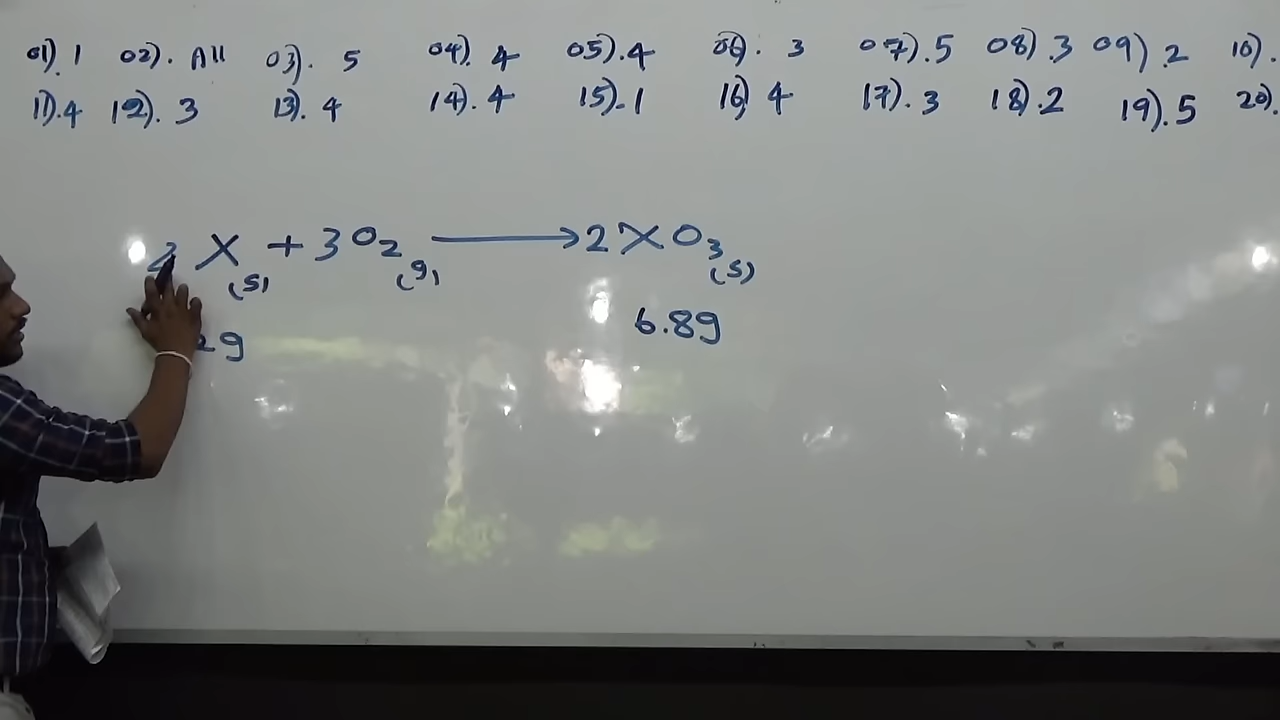 01). 1 02). All 03). 5 04). 4 05). 4 06). 3 07). 5 08). 3 09). 2 10).
11). 4 12). 3 13). 4 14). 4 15). 1 16) 4 17). 3 18). 2 19). 5 20).
2 X(s) + 3O2(g) → 2XO3(s)
2g 6.8g